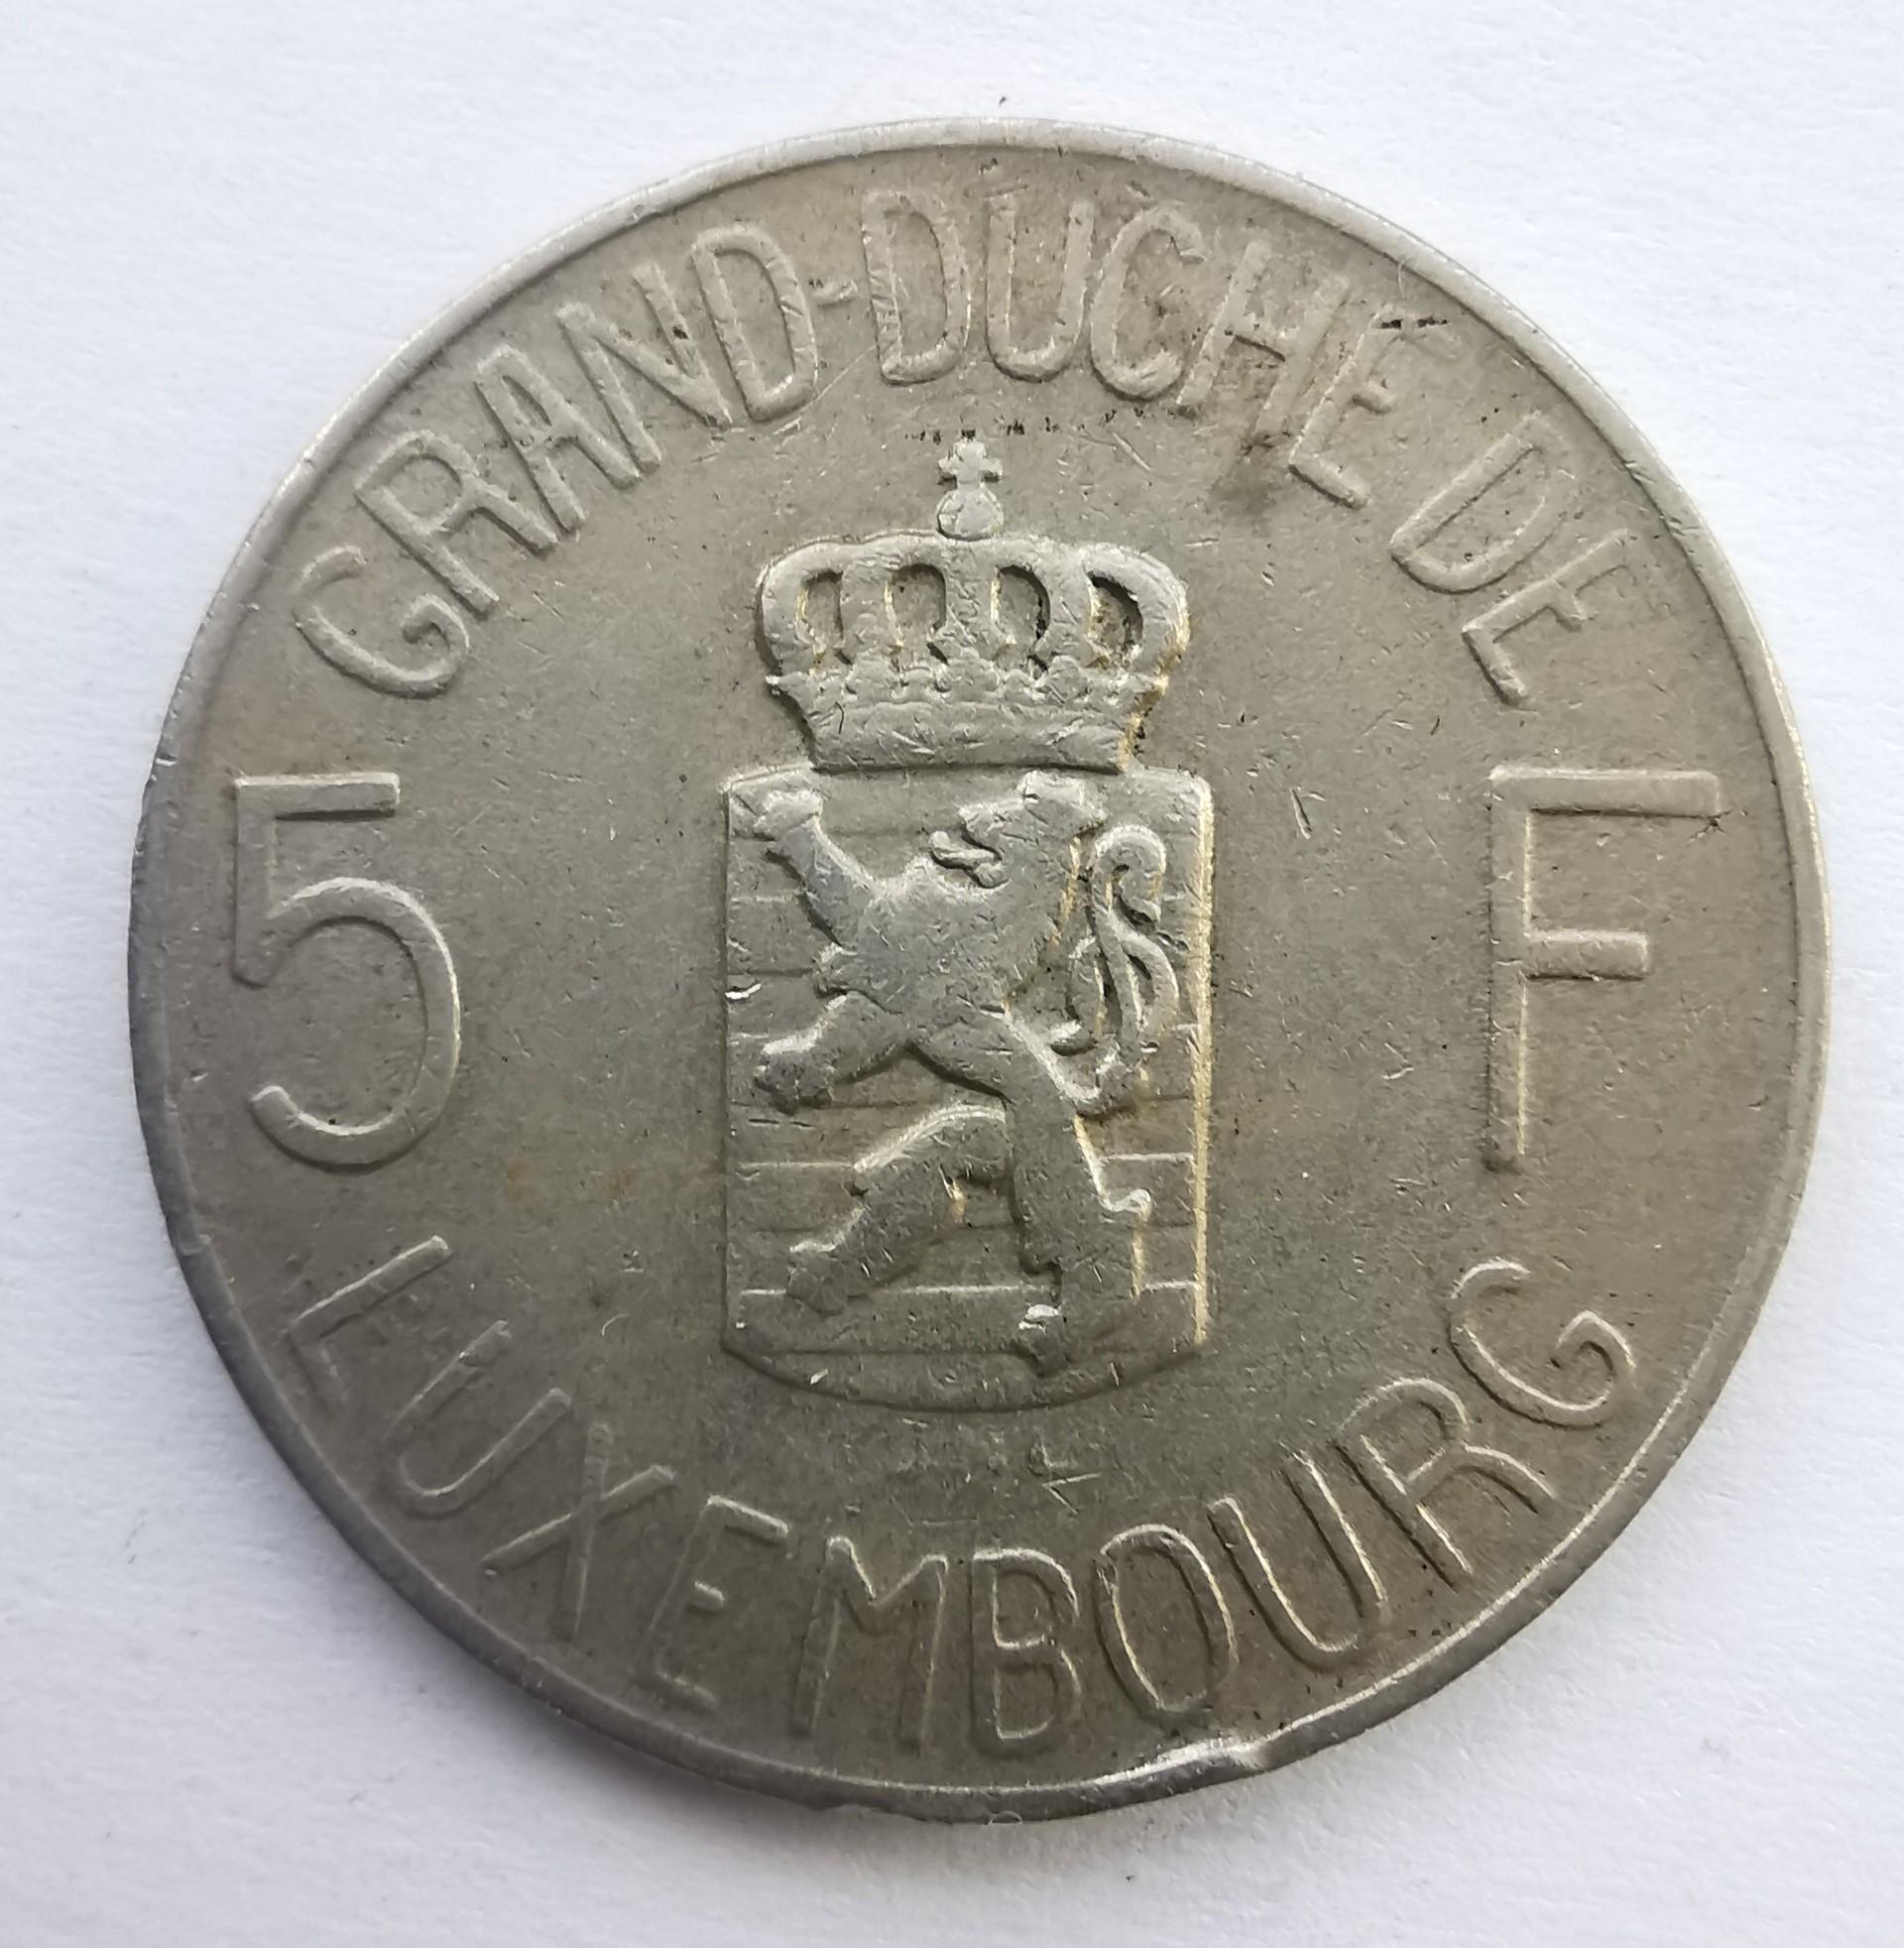 GRAND-DUCHE DE
5 F
LUXEMBOURG